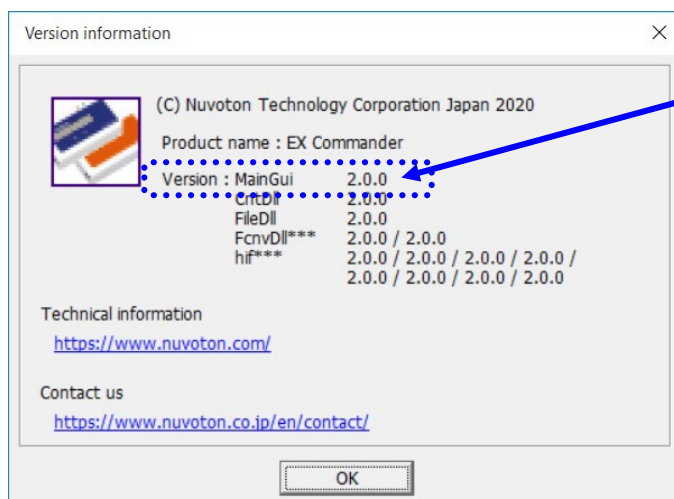 Version information
(C) Nuvoton Technology Corporation Japan 2020
Product name : EX Commander
Version : MainGui 2.0.0
CntDll 2.0.0
FileDll 2.0.0
FcnvDll*** 2.0.0 / 2.0.0
hif*** 2.0.0 / 2.0.0 / 2.0.0 / 2.0.0 /
2.0.0 / 2.0.0 / 2.0.0 / 2.0.0
Technical information
https://www.nuvoton.com/
Contact us
https://www.nuvoton.co.jp/en/contact/
OK